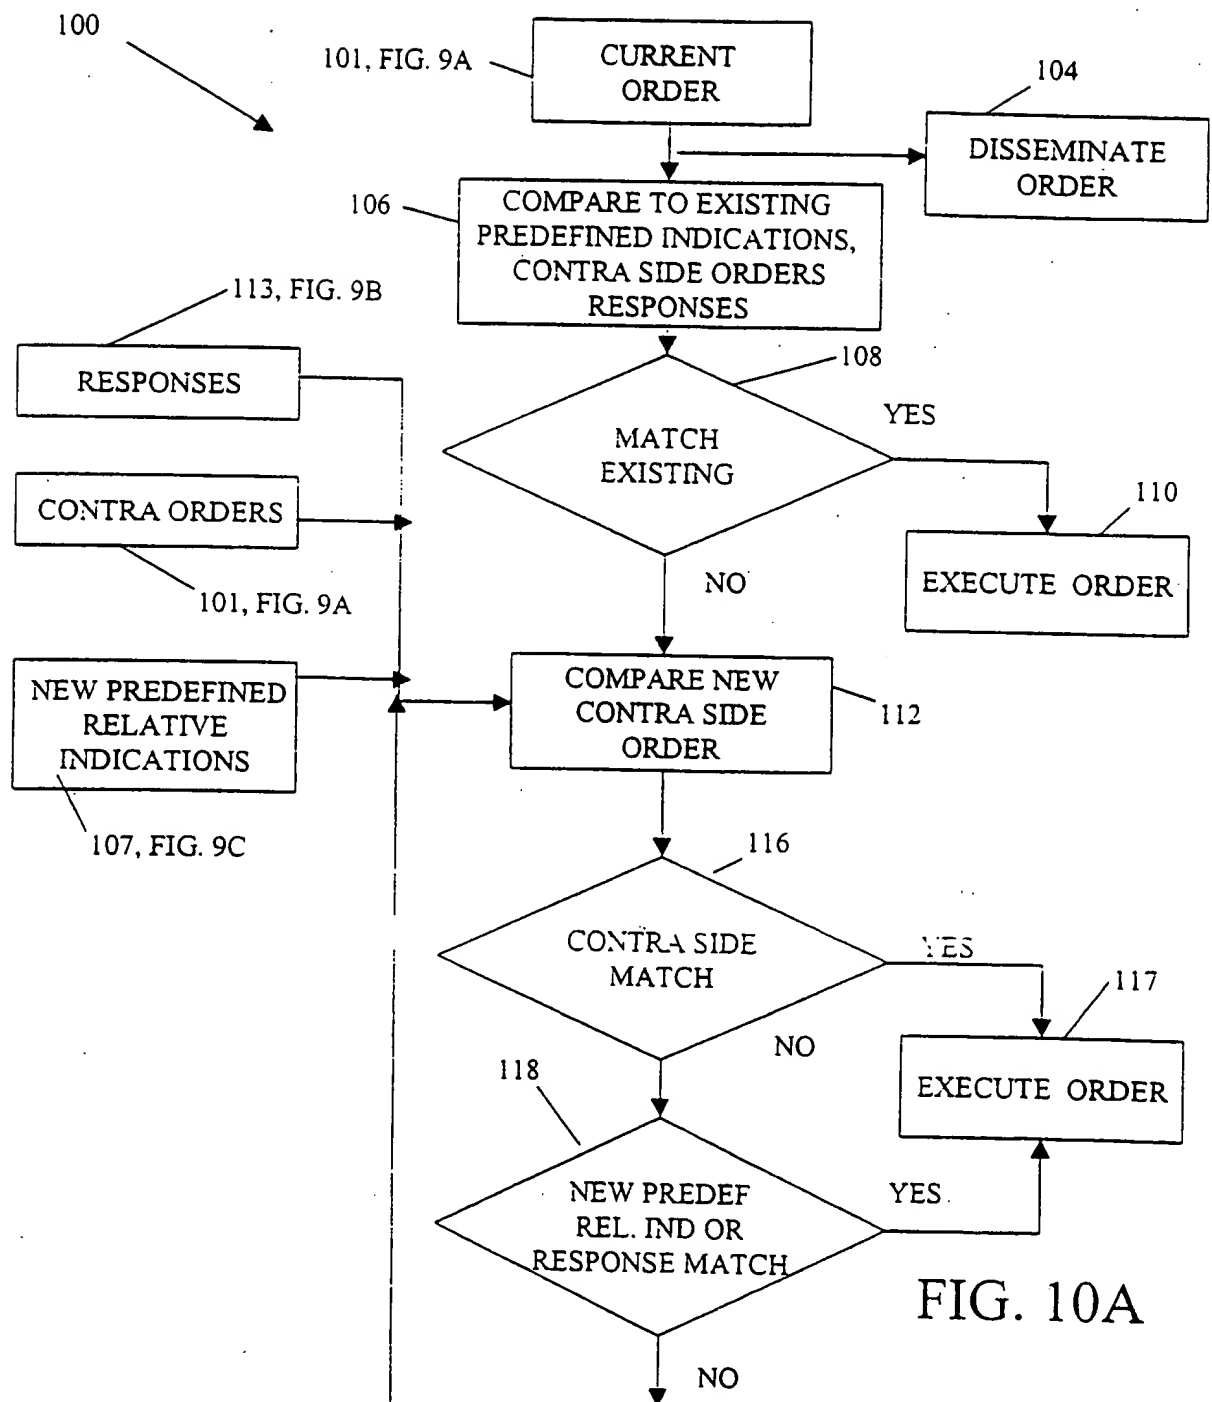 100
101, FIG. 9A
CURRENT
ORDER
104
DISSEMINATE
ORDER
106
COMPARE TO EXISTING
PREDEFINED INDICATIONS,
CONTRA SIDE ORDERS
RESPONSES
113, FIG. 9B
RESPONSES
108
MATCH
EXISTING
YES
CONTRA ORDERS
110
EXECUTE ORDER
101, FIG. 9A
NO
NEW PREDEFINED
RELATIVE
INDICATIONS
COMPARE NEW
CONTRA SIDE
ORDER
112
107, FIG. 9C
116
CONTRA SIDE
MATCH
YES
117
NO
EXECUTE ORDER
118
NEW PREDEF
REL. IND OR
RESPONSE MATCH
YES
FIG. 10A
NO